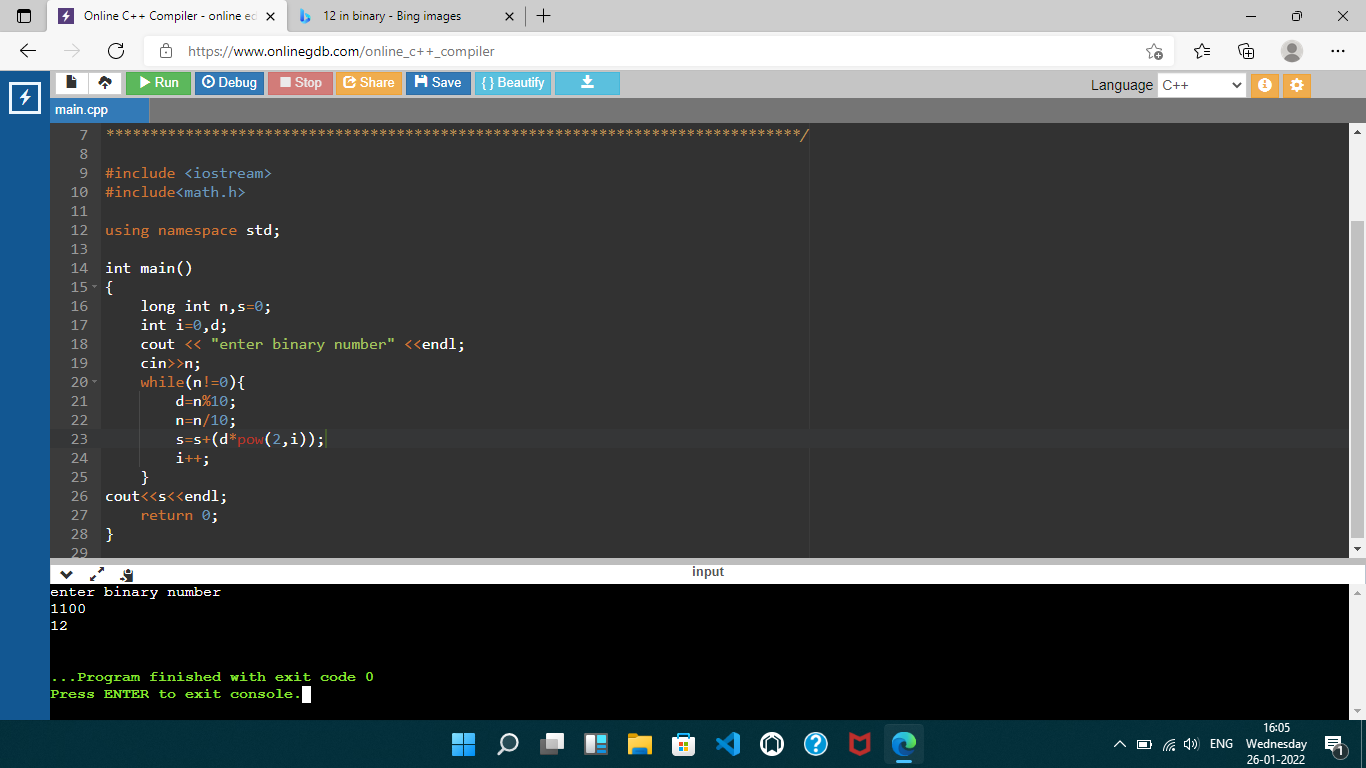 Online C++ Compiler - online ed
12 in binary - Bing images
https://www.onlinegdb.com/online_c++_compiler
Run Debug Stop Share Save { } Beautify
Language C++
main.cpp
7 *******************************************************************************/
8
9 #include <iostream>
10 #include<math.h>
11
12 using namespace std;
13
14 int main()
15 {
16     long int n,s=0;
17     int i=0,d;
18     cout << "enter binary number" <<endl;
19     cin>>n;
20     while(n!=0){
21         d=n%10;
22         n=n/10;
23         s=s+(d*pow(2,i));
24         i++;
25     }
26 cout<<s<<endl;
27     return 0;
28 }
29
input
enter binary number
1100
12
...Program finished with exit code 0
Press ENTER to exit console.
ENG
16:05
Wednesday
26-01-2022
1